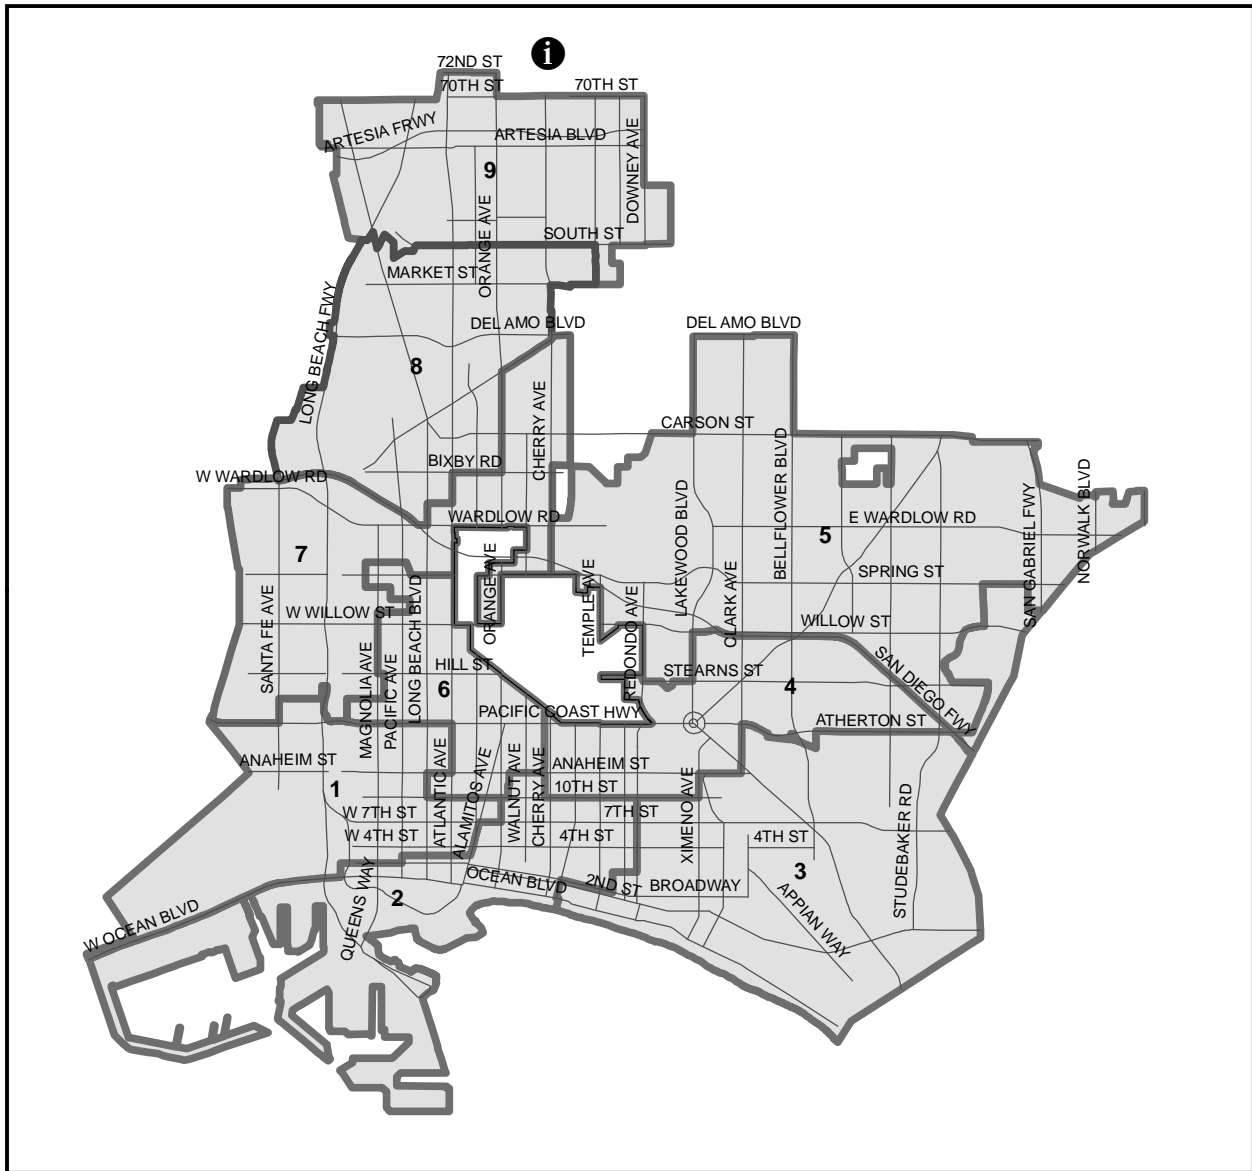 i
72ND ST
70TH ST
70TH ST
ARTESIA FRWY
ARTESIA BLVD
DOWNEY AVE
9
ORANGE AVE
SOUTH ST
MARKET ST
LONG BEACH FWY
DEL AMO BLVD
DEL AMO BLVD
8
CHERRY AVE
CARSON ST
BIXBY RD
W WARDLOW RD
BELLFLOWER BLVD
LAKEWOOD BLVD
SAN GABRIEL FWY
NORWALK BLVD
WARDLOW RD
E WARDLOW RD
5
7
ORANGE AVE
TEMPLE AVE
CLARK AVE
SPRING ST
SANTA FE AVE
W WILLOW ST
LONG BEACH BLVD
REDONDO AVE
WILLOW ST
MAGNOLIA AVE
PACIFIC AVE
HILL ST
STEARNS ST
SAN DIEGO FWY
6
4
PACIFIC COAST HWY
ATHERTON ST
ANAHEIM ST
ATLANTIC AVE
ALAMITOS AVE
WALNUT AVE
CHERRY AVE
ANAHEIM ST
10TH ST
XIMENO AVE
STUDEBAKER RD
1
W 7TH ST
7TH ST
W 4TH ST
4TH ST
4TH ST
3
OCEAN BLVD
2ND ST
BROADWAY
APPIAN WAY
2
QUEENS WAY
W OCEAN BLVD